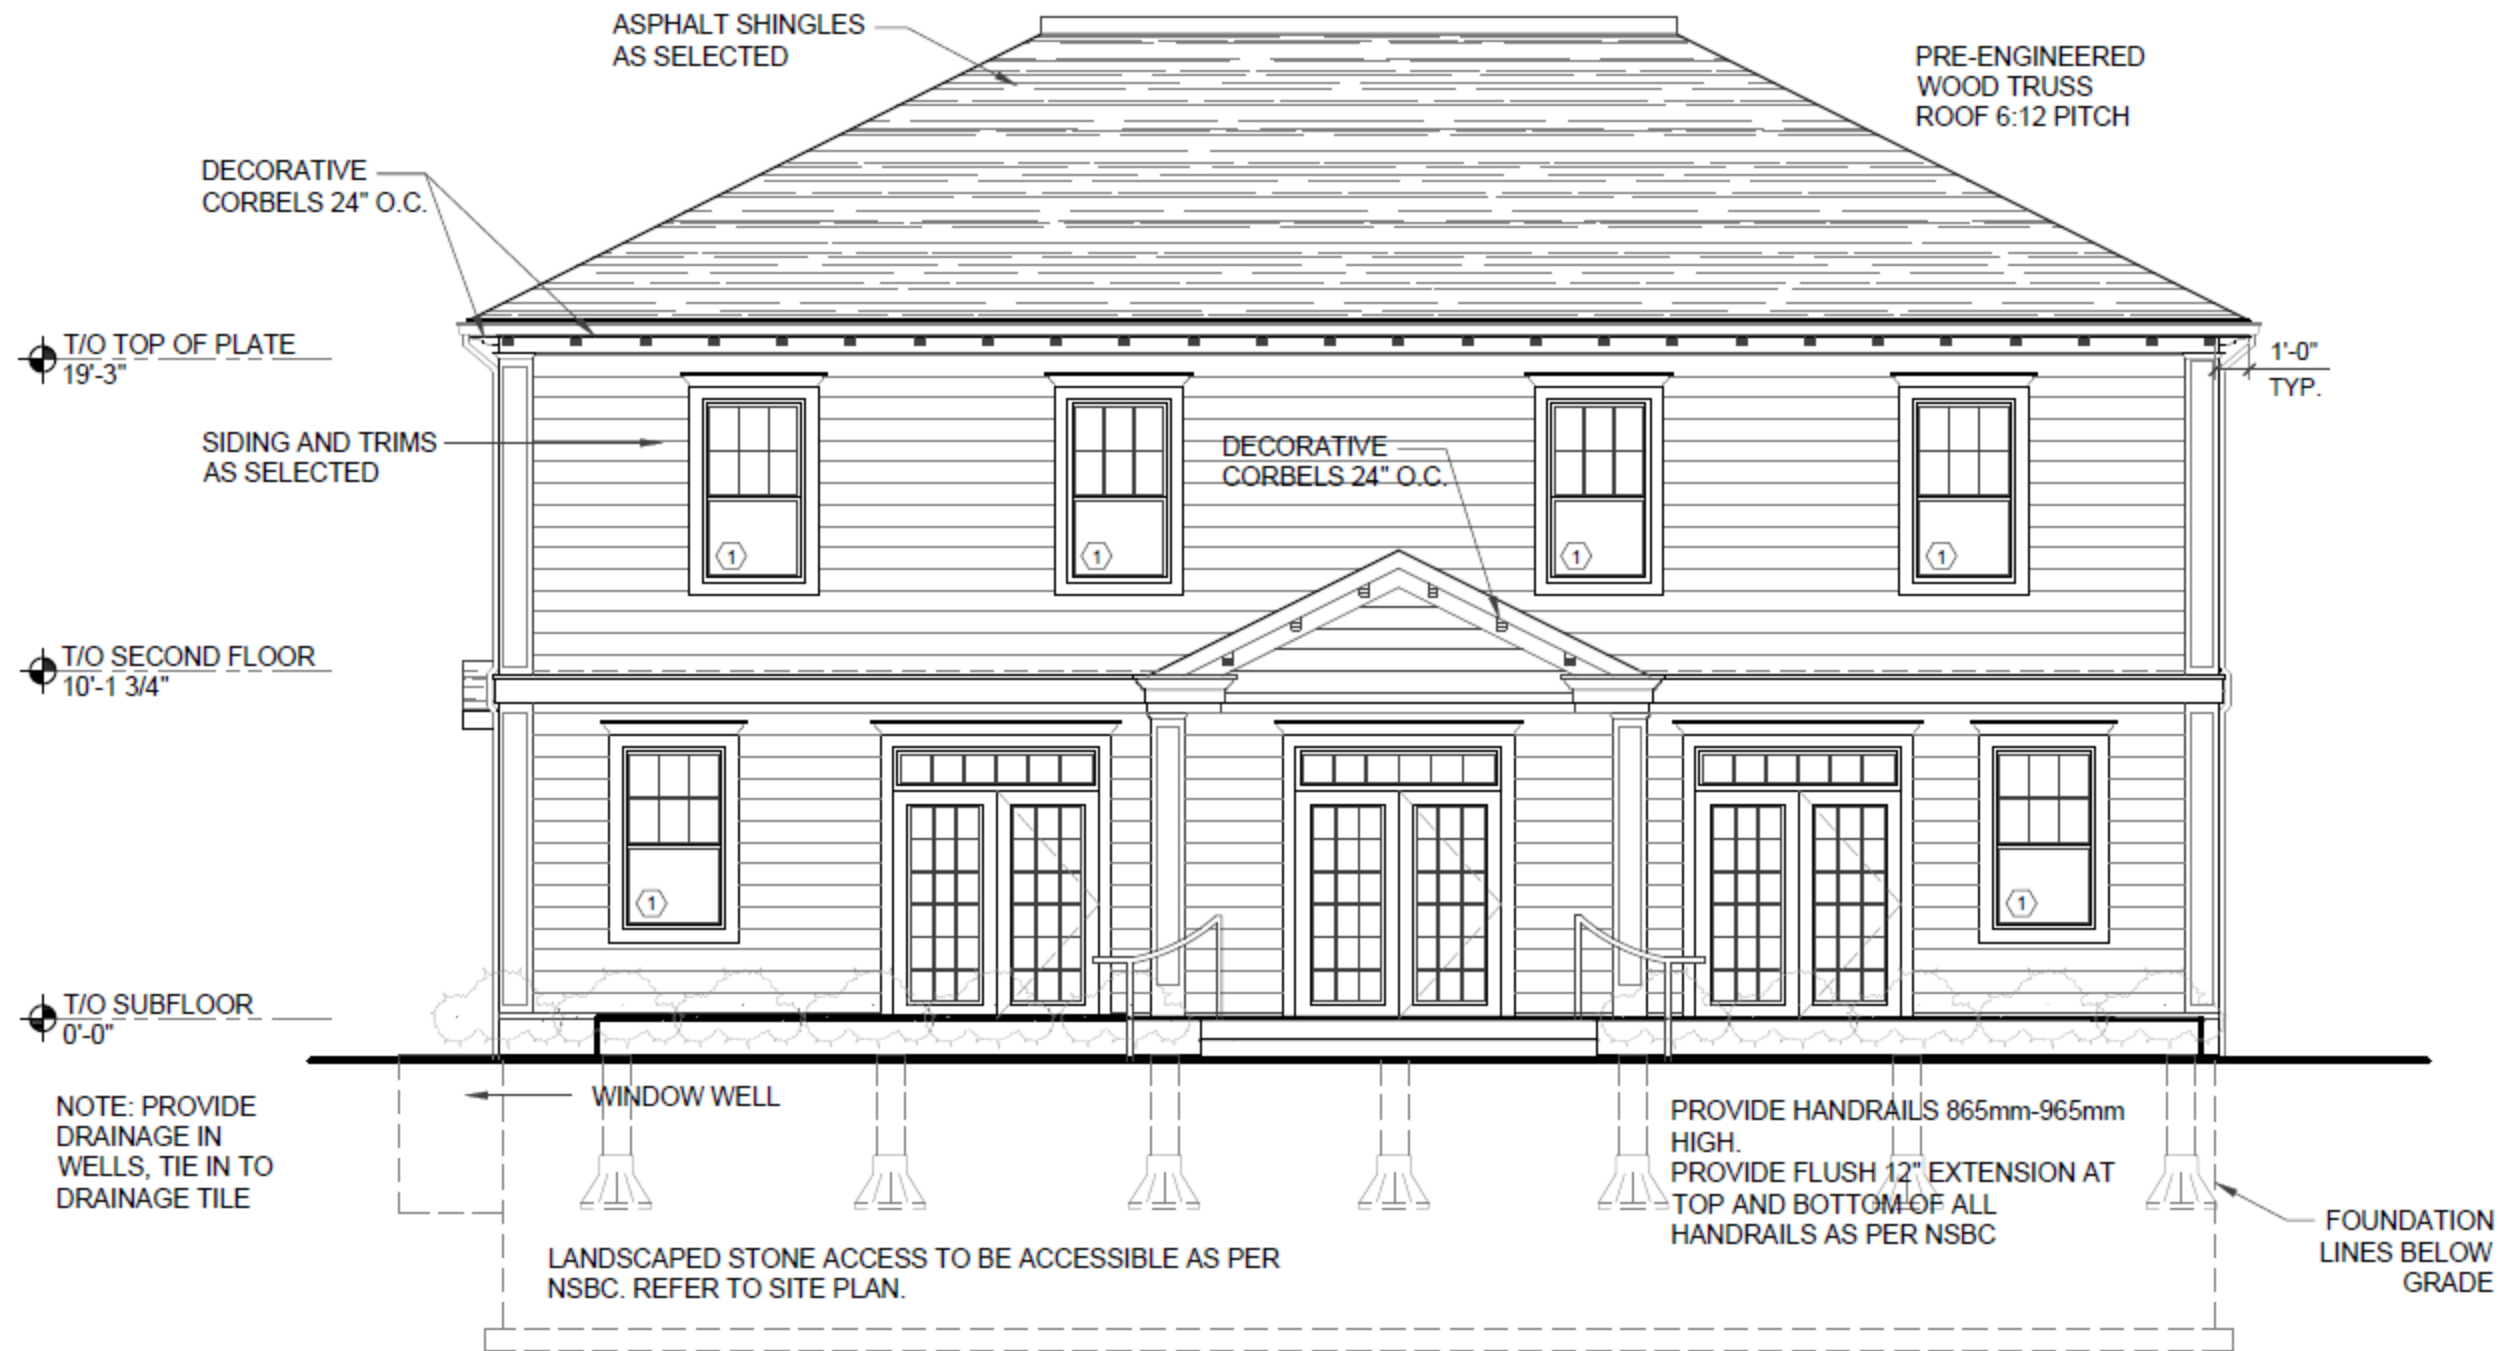 ASPHALT SHINGLES
AS SELECTED
PRE-ENGINEERED
WOOD TRUSS
ROOF 6:12 PITCH
DECORATIVE
CORBELS 24" O.C.
T/O TOP OF PLATE
19'-3"
1'-0"
TYP.
SIDING AND TRIMS
AS SELECTED
DECORATIVE
CORBELS 24" O.C.
1
1
1
1
T/O SECOND FLOOR
10'-1 3/4"
1
1
T/O SUBFLOOR
0'-0"
WINDOW WELL
NOTE: PROVIDE
DRAINAGE IN
WELLS, TIE IN TO
DRAINAGE TILE
PROVIDE HANDRAILS 865mm-965mm
HIGH.
PROVIDE FLUSH 12" EXTENSION AT
TOP AND BOTTOM OF ALL
HANDRAILS AS PER NSBC
LANDSCAPED STONE ACCESS TO BE ACCESSIBLE AS PER
NSBC. REFER TO SITE PLAN.
FOUNDATION
LINES BELOW
GRADE